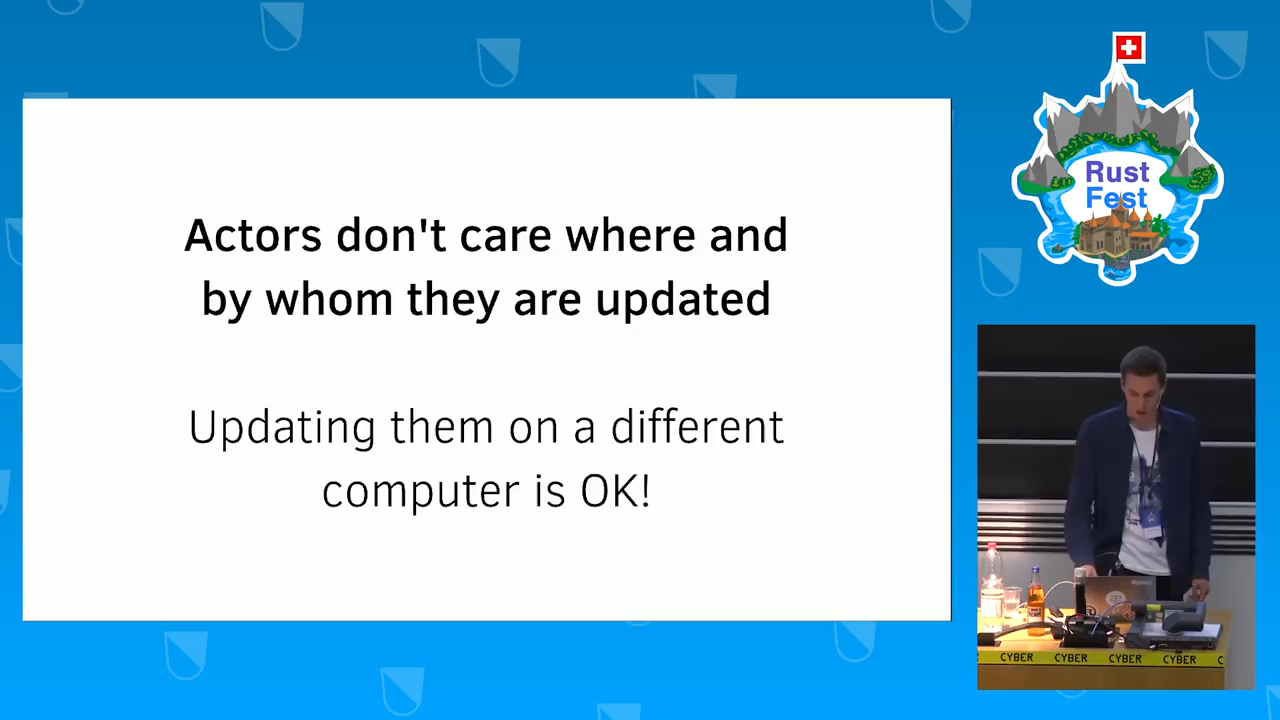 Actors don't care where and
by whom they are updated
Updating them on a different
computer is OK!
Rust
Fest
CYBER CYBER CYBER CYBER C